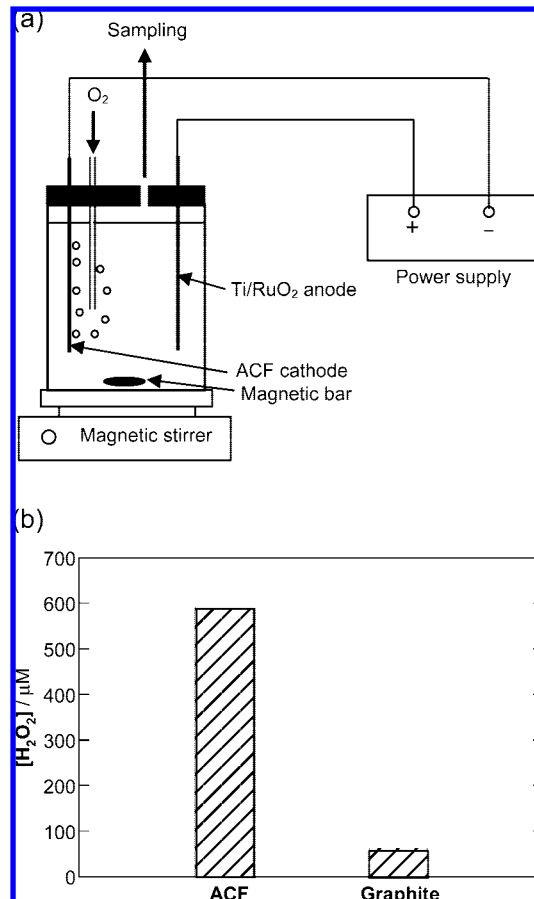 (a)
Sampling
O₂
+ −
Power supply
Ti/RuO₂ anode
ACF cathode
Magnetic bar
Magnetic stirrer
(b)
[H₂O₂] / μM
700
600
500
400
300
200
100
0
ACF Graphite